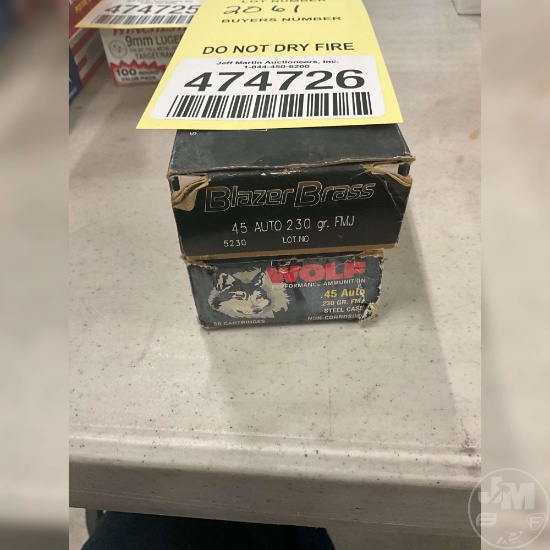 LOT NUMBER
2061
BUYERS NUMBER
DO NOT DRY FIRE
Jeff Martin Auctioneers, Inc.
1-844-450-6200
474726
474725
9mm LUGER
100
Blazer Brass
45 AUTO 230 gr. FMJ
5230 LOT NO
WOLF
PERFORMANCE AMMUNITION
.45 Auto
230 GR. FMJ
STEEL CASE
50 CARTRIDGES NON-CORROSIVE
JM